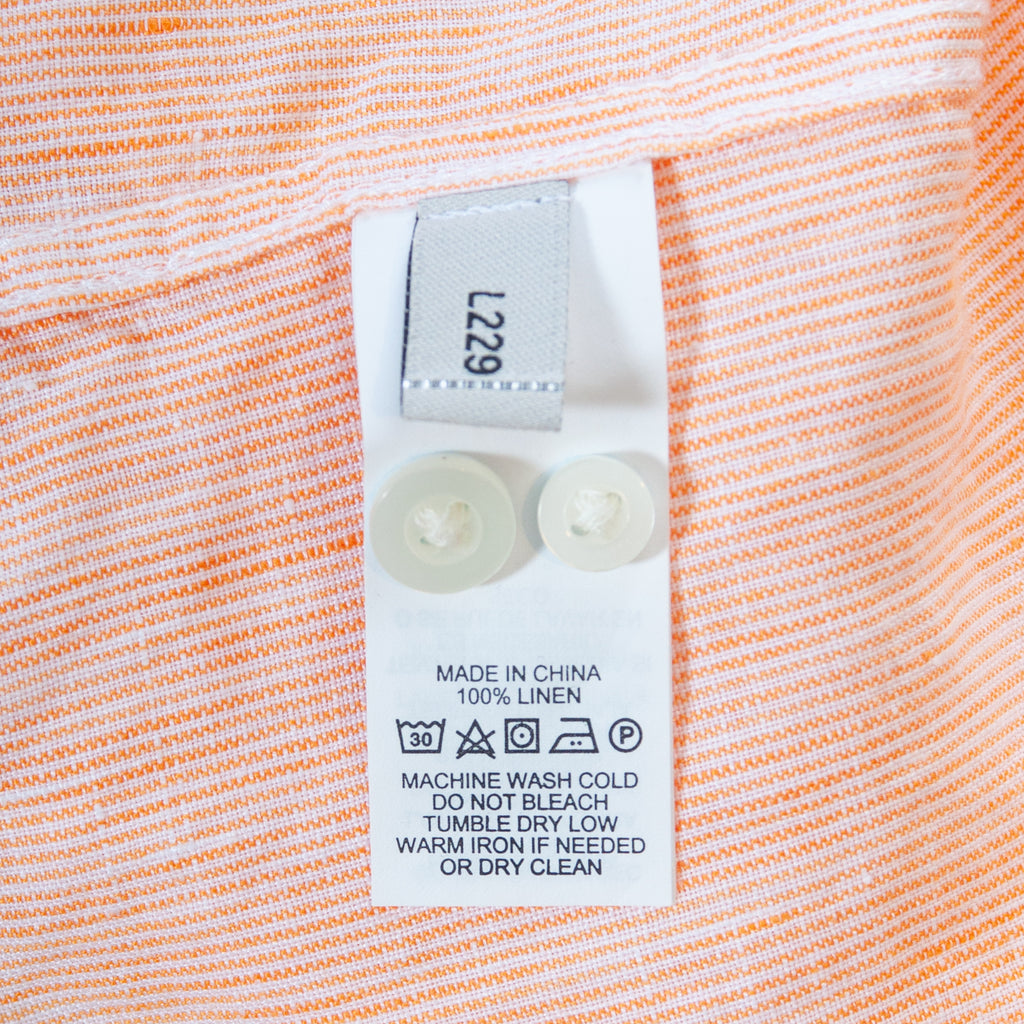 L229
MADE IN CHINA
100% LINEN
30 P
MACHINE WASH COLD
DO NOT BLEACH
TUMBLE DRY LOW
WARM IRON IF NEEDED
OR DRY CLEAN